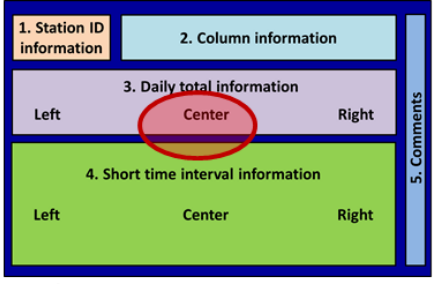 1. Station ID
information
2. Column information
3. Daily total information
Left Center Right
4. Short time interval information
Left Center Right
5. Comments